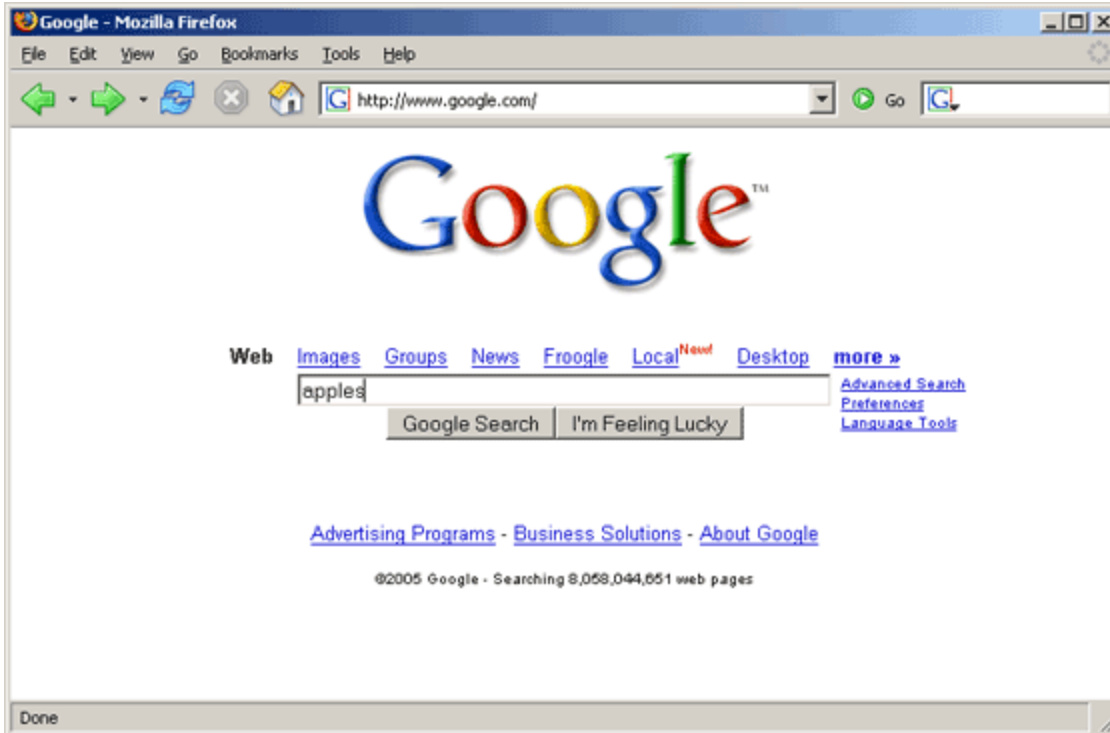 Google - Mozilla Firefox
File Edit View Go Bookmarks Tools Help
http://www.google.com/ Go
Google™
Web Images Groups News Froogle Local New! Desktop more »
apples
Advanced Search
Preferences
Language Tools
Google Search I'm Feeling Lucky
Advertising Programs - Business Solutions - About Google
©2005 Google - Searching 8,058,044,651 web pages
Done